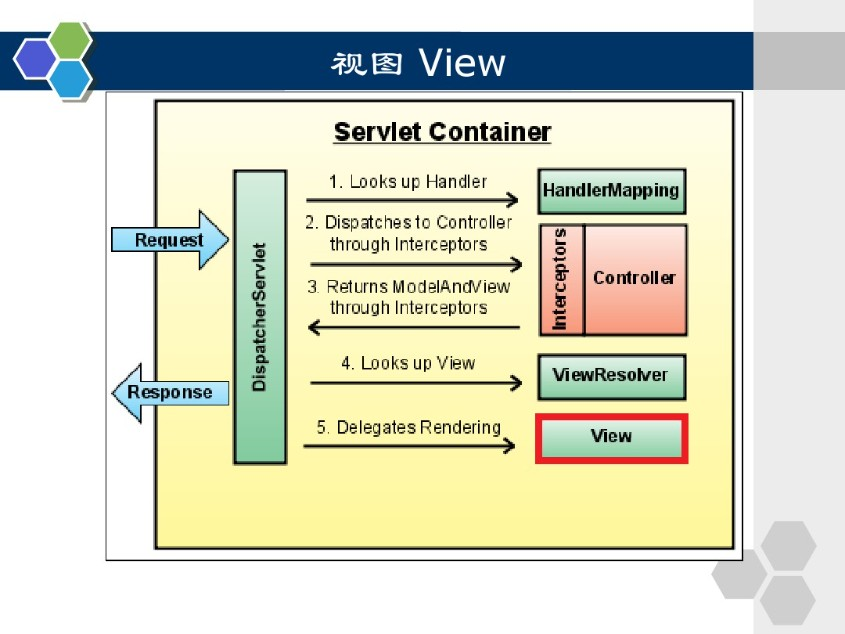 视图 View
Servlet Container
1. Looks up Handler
HandlerMapping
2. Dispatches to Controller
through Interceptors
Request
Interceptors
Controller
DispatcherServlet
3. Returns ModelAndView
through Interceptors
4. Looks up View
ViewResolver
Response
5. Delegates Rendering
View